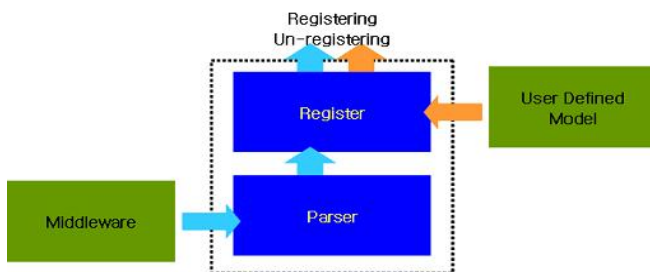 Registering
Un-registering
Register
User Defined
Model
Middleware
Parser